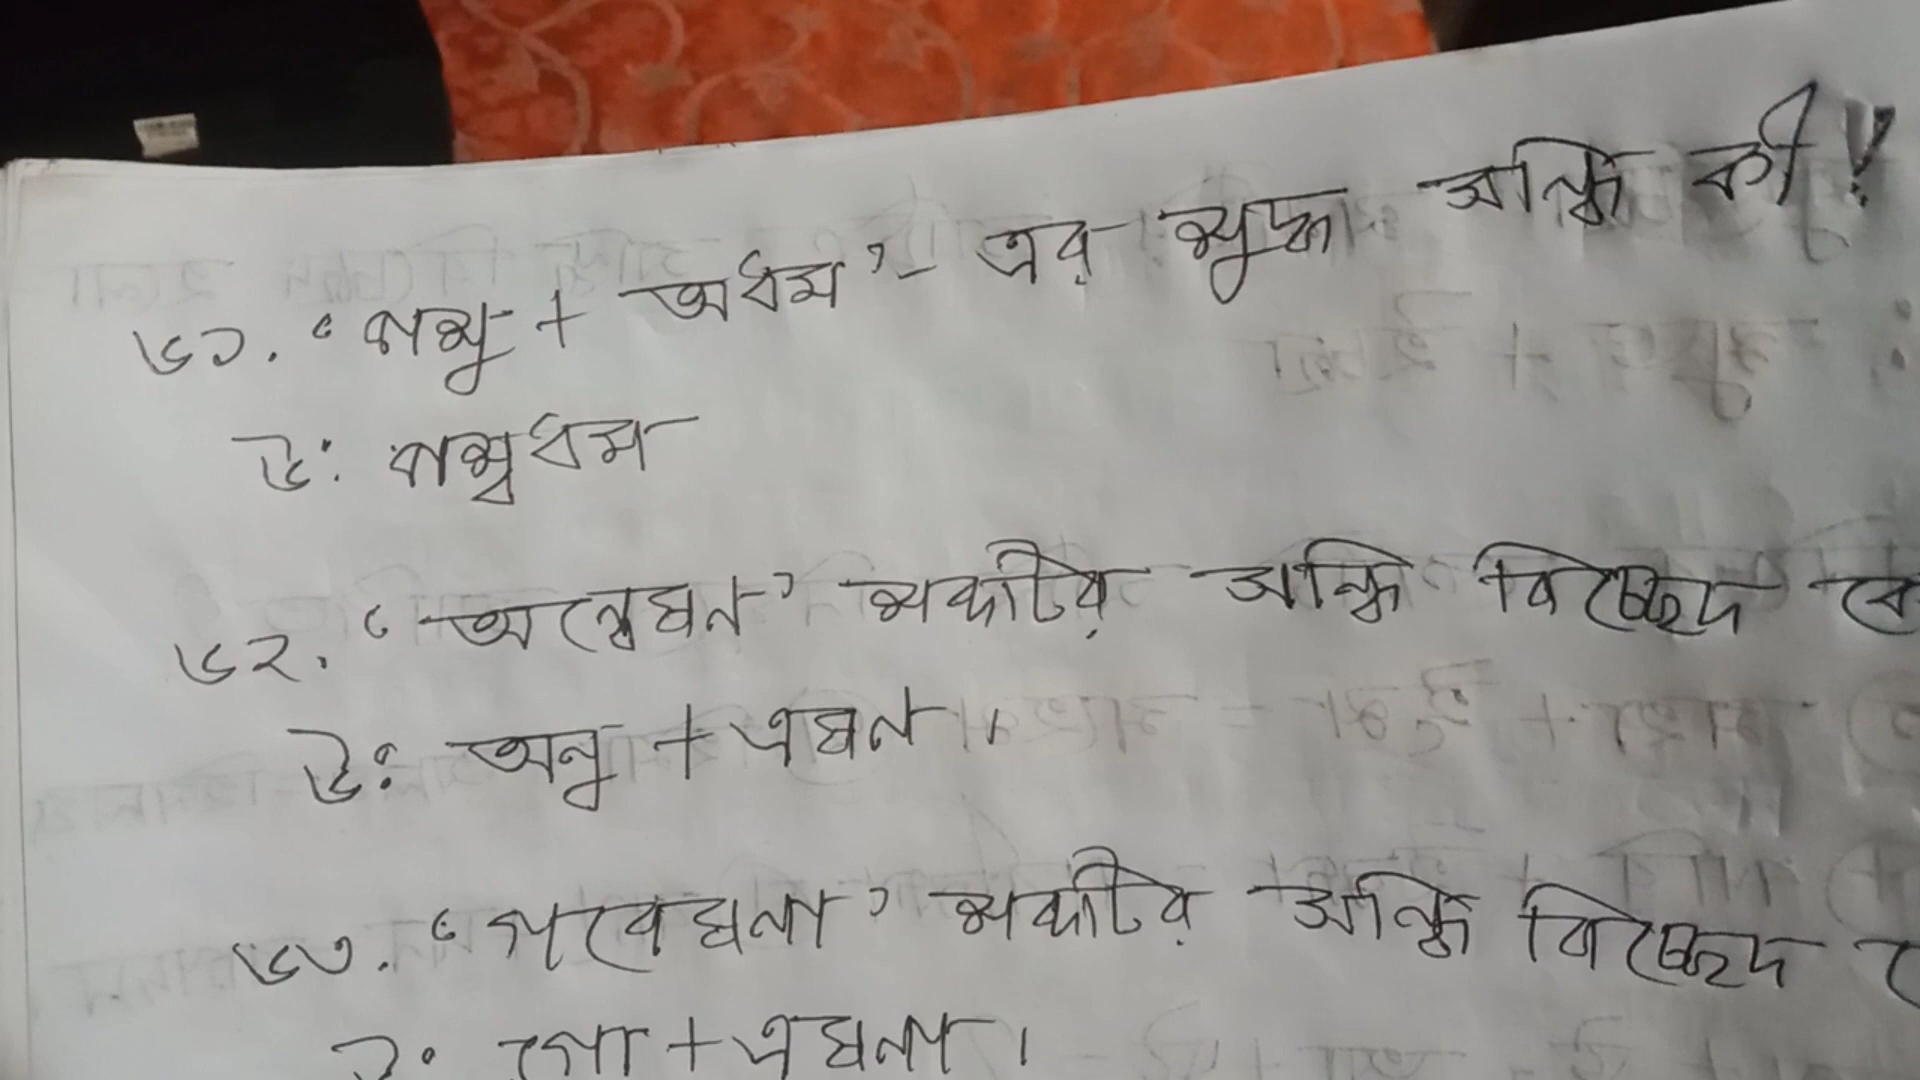 ৬১. ‘পশু + অধম’- এর শুদ্ধ সন্ধি কী?
উ: পশ্বধম
৬২. ‘অন্বেষণ’ শব্দটির সন্ধি বিচ্ছেদ
উ: অনু + এষণ।
৬৩. ‘গবেষণা’ শব্দটির সন্ধি বিচ্ছেদ
উ: গো + এষণা।